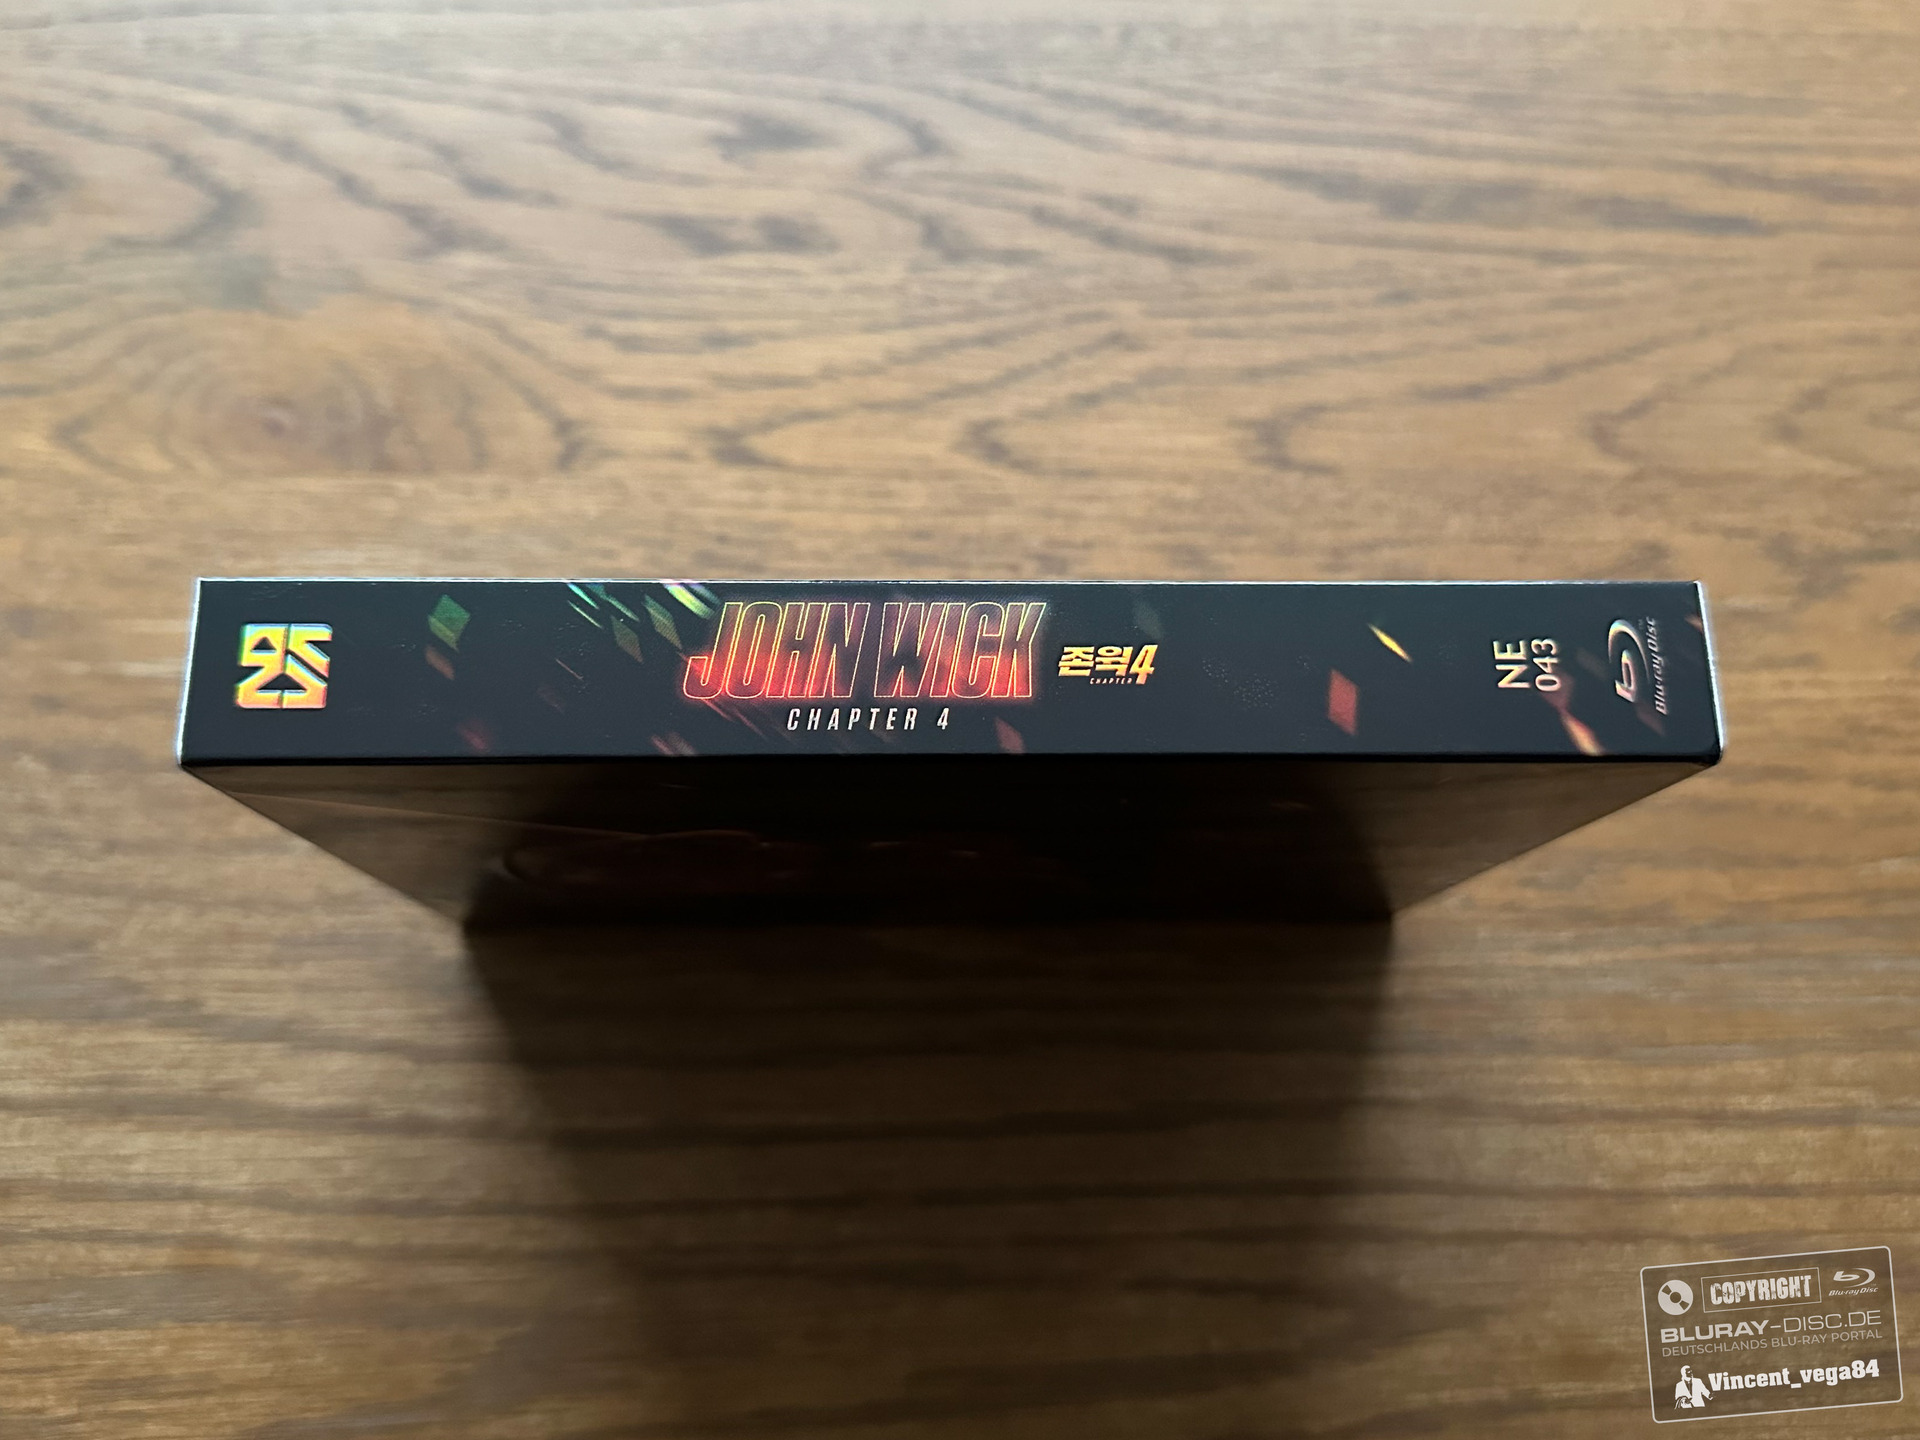 JOHN WICK
CHAPTER 4
존윅4
CHAPTER
NE
043
Blu-ray Disc
COPYRIGHT
Blu-ray Disc
BLURAY-DISC.DE
DEUTSCHLANDS BLU-RAY PORTAL
Vincent_vega84